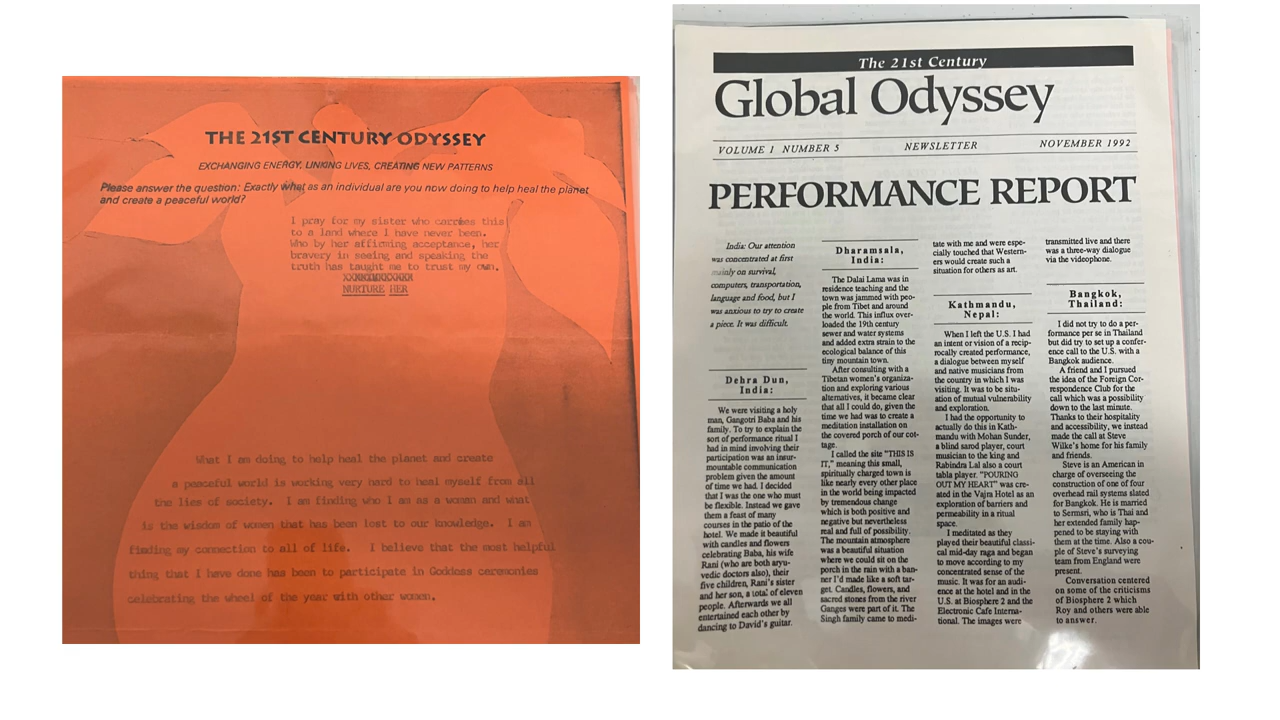 THE 21ST CENTURY ODYSSEY
EXCHANGING ENERGY, LINKING LIVES, CREATING NEW PATTERNS
Please answer the question: Exactly what as an individual are you now doing to help heal the planet
and create a peaceful world?
I pray for my sister who carries this
to a land where I have never been.
Who by her affirming acceptance, her
bravery in seeing and speaking the
truth has taught me to trust my own.
NURTURE HER
What I am doing to help heal the planet and create
a peaceful world is working very hard to heal myself from all
the lies of society. I am finding who I am as a woman and what
is the wisdom of women that has been lost to our knowledge. I am
finding my connection to all of life. I believe that the most helpful
thing that I have done has been to participate in Goddess ceremonies
celebrating the wheel of the year with other women.
The 21st Century
Global Odyssey
VOLUME 1 NUMBER 5 NEWSLETTER NOVEMBER 1992
PERFORMANCE REPORT
India: Our attention
was concentrated at first
mainly on survival,
computers, transportation,
language and food, but I
was anxious to try to create
a piece. It was difficult.
Dehra Dun,
India:
We were visiting a holy
man, Gangotri Baba and his
family. To try to explain the
sort of performance ritual I
had in mind involving their
participation was an insur-
mountable communication
problem given the amount
of time we had. I decided
that I was the one who must
be flexible. Instead we gave
them a feast of many
courses in the patio of the
hotel. We made it beautiful
with candles and flowers
celebrating Baba, his wife
Rani (who are both aryu-
vedic doctors also), their
five children, Rani's sister
and her son, a total of eleven
people. Afterwards we all
entertained each other by
dancing to David's guitar.
Dharamsala,
India:
The Dalai Lama was in
residence teaching and the
town was jammed with peo-
ple from Tibet and around
the world. This influx over-
loaded the 19th century
sewer and water systems
and added extra strain to the
ecological balance of this
tiny mountain town.
After consulting with a
Tibetan women's organiza-
tion and exploring various
alternatives, it became clear
that all I could do, given the
time we had was to create a
meditation installation on
the covered porch of our cot-
tage.
I called the site "THIS IS
IT," meaning this small,
spiritually charged town is
like nearly every other place
in the world being impacted
by tremendous change
which is both positive and
negative but nevertheless
real and full of possibility.
The mountain atmosphere
was a beautiful situation
where we could sit on the
porch in the rain with a ban-
ner I'd made like a soft tar-
get. Candles, flowers, and
sacred stones from the river
Ganges were part of it. The
Singh family came to medi-
tate with me and were espe-
cially touched that Western-
ers would create such a
situation for others as art.
Kathmandu,
Nepal:
When I left the U.S. I had
an intent or vision of a recip-
rocally created performance,
a dialogue between myself
and native musicians from
the country in which I was
visiting. It was to be situ-
ation of mutual vulnerability
and exploration.
I had the opportunity to
actually do this in Kath-
mandu with Mohan Sunder,
a blind sarod player, court
musician to the king and
Rabindra Lal also a court
tabla player. "POURING
OUT MY HEART" was cre-
ated in the Vajra Hotel as an
exploration of barriers and
permeability in a ritual
space.
I meditated as they
played their beautiful classi-
cal mid-day raga and began
to move according to my
concentrated sense of the
music. It was for an audi-
ence at the hotel and in the
U.S. at Biosphere 2 and the
Electronic Cafe Interna-
tional. The images were
transmitted live and there
was a three-way dialogue
via the videophone.
Bangkok,
Thailand:
I did not try to do a per-
formance per se in Thailand
but did try to set up a confer-
ence call to the U.S. with a
Bangkok audience.
A friend and I pursued
the idea of the Foreign Cor-
respondence Club for the
call which was a possibility
down to the last minute.
Thanks to their hospitality
and accessibility, we instead
made the call at Steve
Wilke's home for his family
and friends.
Steve is an American in
charge of overseeing the
construction of one of four
overhead rail systems slated
for Bangkok. He is married
to Sermsri, who is Thai and
her extended family hap-
pened to be staying with
them at the time. Also a cou-
ple of Steve's surveying
team from England were
present.
Conversation centered
on some of the criticisms
of Biosphere 2 which
Roy and others were able
to answer.